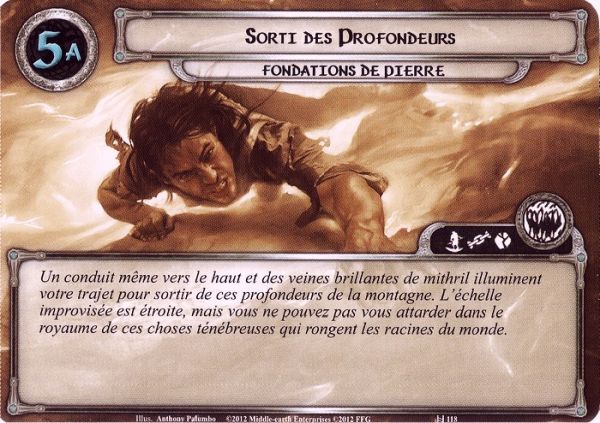 5A
Sorti des Profondeurs
Fondations de Pierre
Un conduit même vers le haut et des veines brillantes de mithril illuminent
votre trajet pour sortir de ces profondeurs de la montagne. L'échelle
improvisée est étroite, mais vous ne pouvez pas vous attarder dans le
royaume de ces choses ténébreuses qui rongent les racines du monde.
Illus. Anthony Palumbo ©2012 Middle-earth Enterprises ©2012 FFG 118